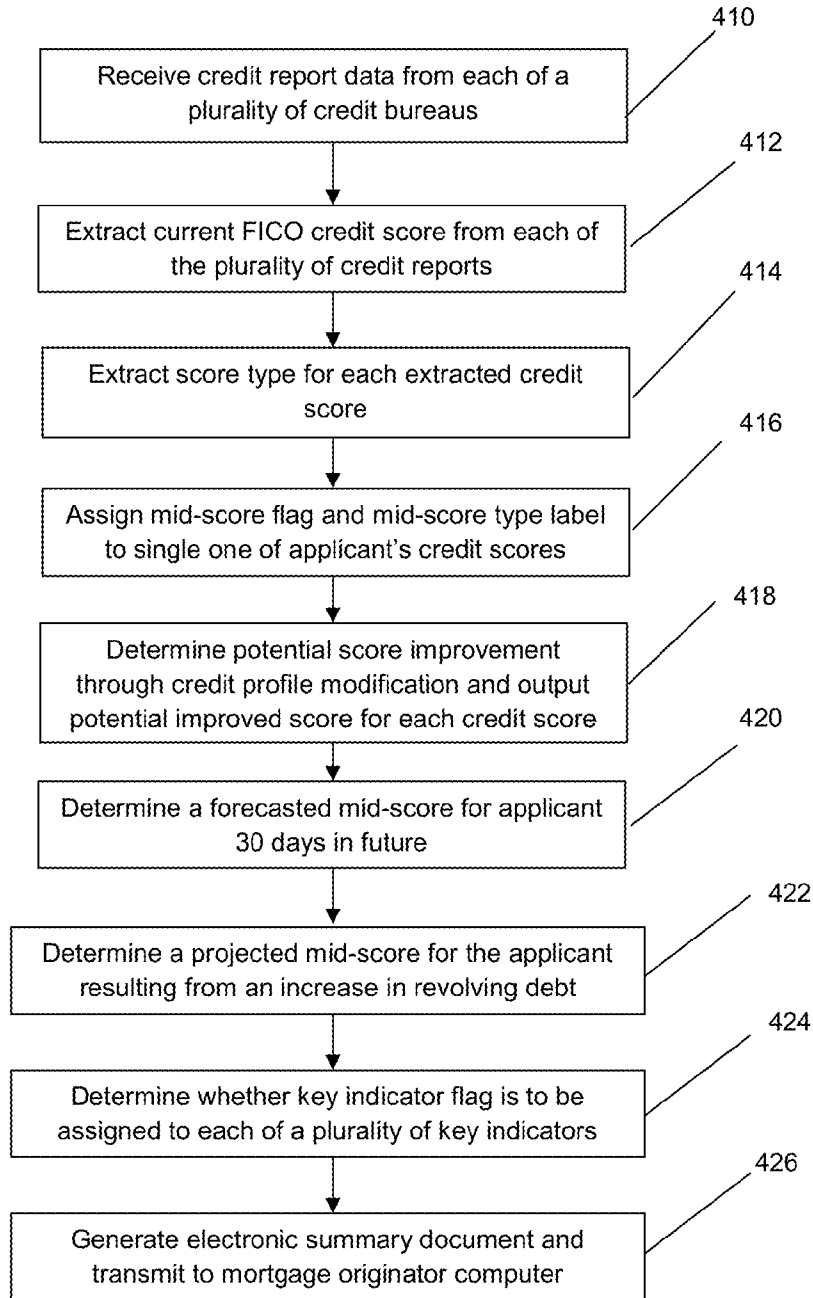 410
Receive credit report data from each of a
plurality of credit bureaus
412
Extract current FICO credit score from each of
the plurality of credit reports
414
Extract score type for each extracted credit
score
416
Assign mid-score flag and mid-score type label
to single one of applicant's credit scores
418
Determine potential score improvement
through credit profile modification and output
potential improved score for each credit score
420
Determine a forecasted mid-score for applicant
30 days in future
422
Determine a projected mid-score for the applicant
resulting from an increase in revolving debt
424
Determine whether key indicator flag is to be
assigned to each of a plurality of key indicators
426
Generate electronic summary document and
transmit to mortgage originator computer